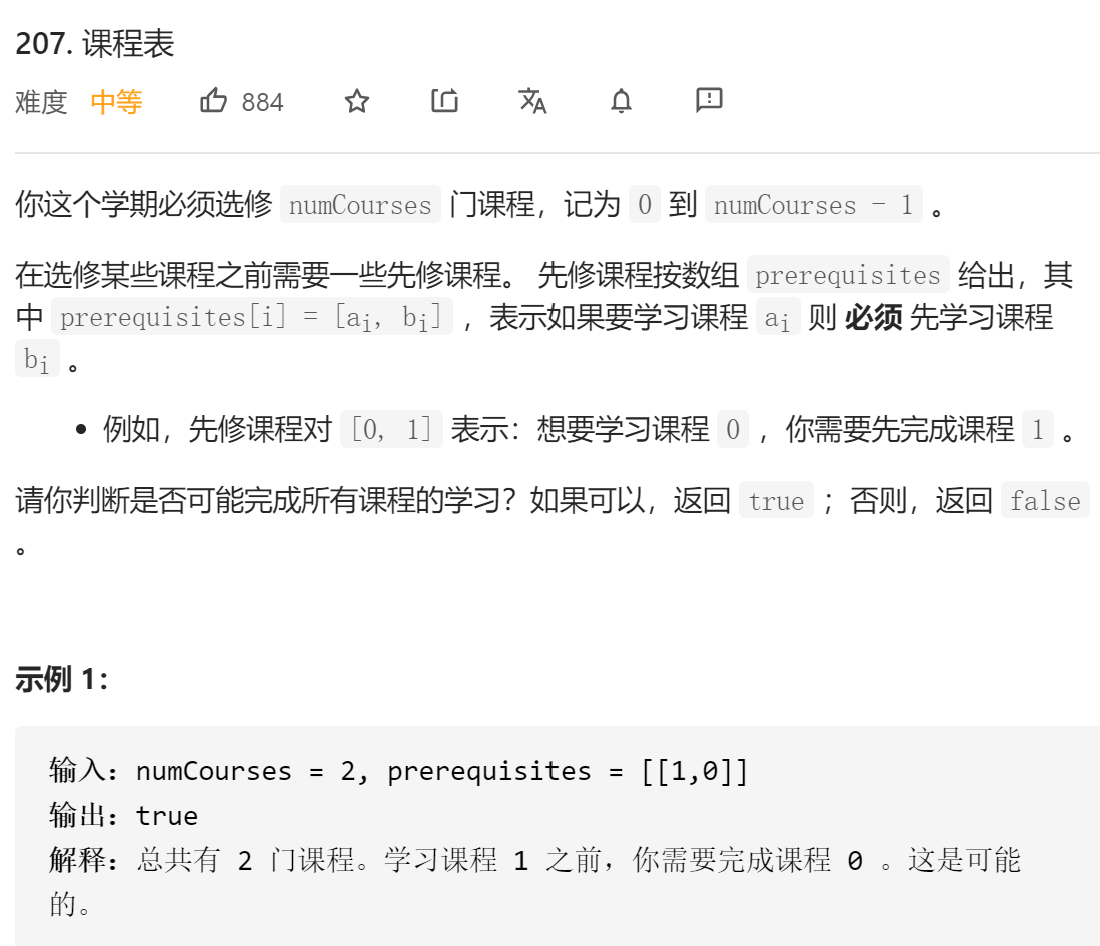 207. 课程表
难度 中等 884
你这个学期必须选修 numCourses 门课程，记为 0 到 numCourses - 1 。
在选修某些课程之前需要一些先修课程。 先修课程按数组 prerequisites 给出，其
中 prerequisites[i] = [ai, bi] ，表示如果要学习课程 ai 则 必须 先学习课程
bi 。
• 例如，先修课程对 [0, 1] 表示：想要学习课程 0 ，你需要先完成课程 1 。
请你判断是否可能完成所有课程的学习？如果可以，返回 true ；否则，返回 false
。
示例 1：
输入：numCourses = 2, prerequisites = [[1,0]]
输出：true
解释：总共有 2 门课程。学习课程 1 之前，你需要完成课程 0 。这是可能
的。